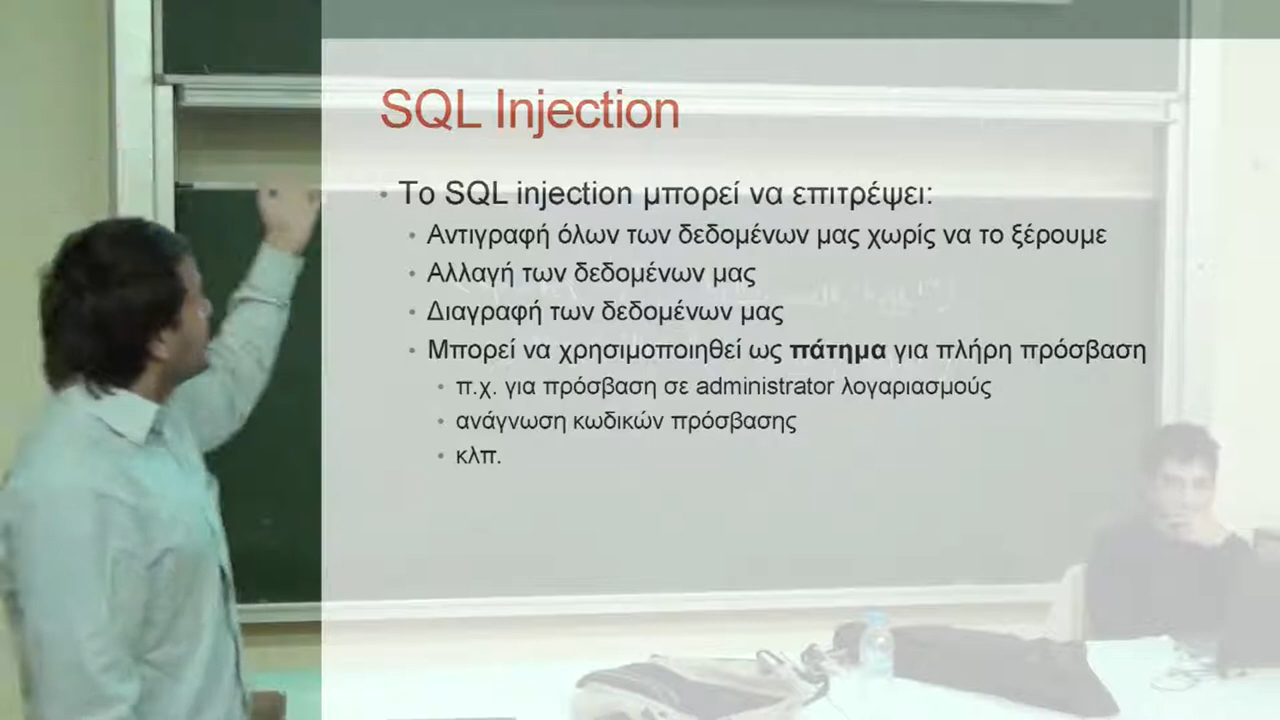 SQL Injection
Το SQL injection μπορεί να επιτρέψει:
Αντιγραφή όλων των δεδομένων μας χωρίς να το ξέρουμε
Αλλαγή των δεδομένων μας
Διαγραφή των δεδομένων μας
Μπορεί να χρησιμοποιηθεί ως πάτημα για πλήρη πρόσβαση
π.χ. για πρόσβαση σε administrator λογαριασμούς
ανάγνωση κωδικών πρόσβασης
κλπ.